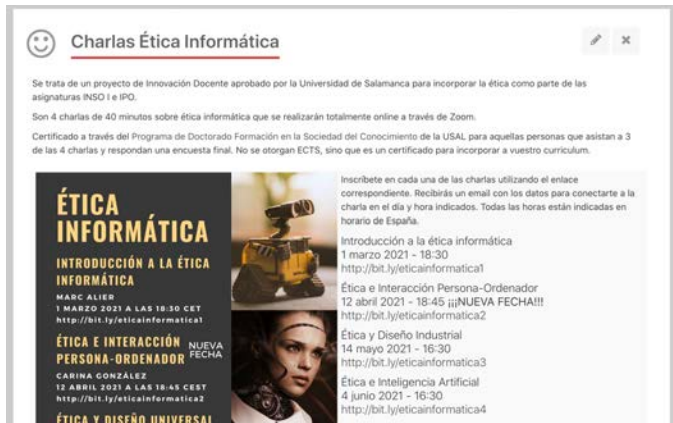 Charlas Ética Informática
Se trata de un proyecto de Innovación Docente aprobado por la Universidad de Salamanca para incorporar la ética como parte de las
asignaturas INSO I e IPO.
Son 4 charlas de 40 minutos sobre ética informática que se realizarán totalmente online a través de Zoom.
Certificado a través del Programa de Doctorado Formación en la Sociedad del Conocimiento de la USAL para aquellas personas que asistan a 3
de las 4 charlas y respondan una encuesta final. No se otorgan ECTS, sino que es un certificado para incorporar a vuestro curriculum.
ÉTICA
INFORMÁTICA
INTRODUCCIÓN A LA ÉTICA
INFORMÁTICA
MARC ALIER
1 MARZO 2021 A LAS 18:30 CET
http://bit.ly/eticainformatica1
ÉTICA E INTERACCIÓN
PERSONA-ORDENADOR
NUEVA
FECHA
CARINA GONZÁLEZ
12 ABRIL 2021 A LAS 18:45 CEST
http://bit.ly/eticainformatica2
ÉTICA Y DISEÑO UNIVERSAL
Inscríbete en cada una de las charlas utilizando el enlace
correspondiente. Recibirás un email con los datos para conectarte a la
charla en el día y hora indicados. Todas las horas están indicadas en
horario de España.
Introducción a la ética informática
1 marzo 2021 - 18:30
http://bit.ly/eticainformatica1
Ética e Interacción Persona-Ordenador
12 abril 2021 - 18:45 ¡¡¡NUEVA FECHA!!!
http://bit.ly/eticainformatica2
Ética y Diseño Industrial
14 mayo 2021 - 16:30
http://bit.ly/eticainformatica3
Ética e Inteligencia Artificial
4 junio 2021 - 16:30
http://bit.ly/eticainformatica4